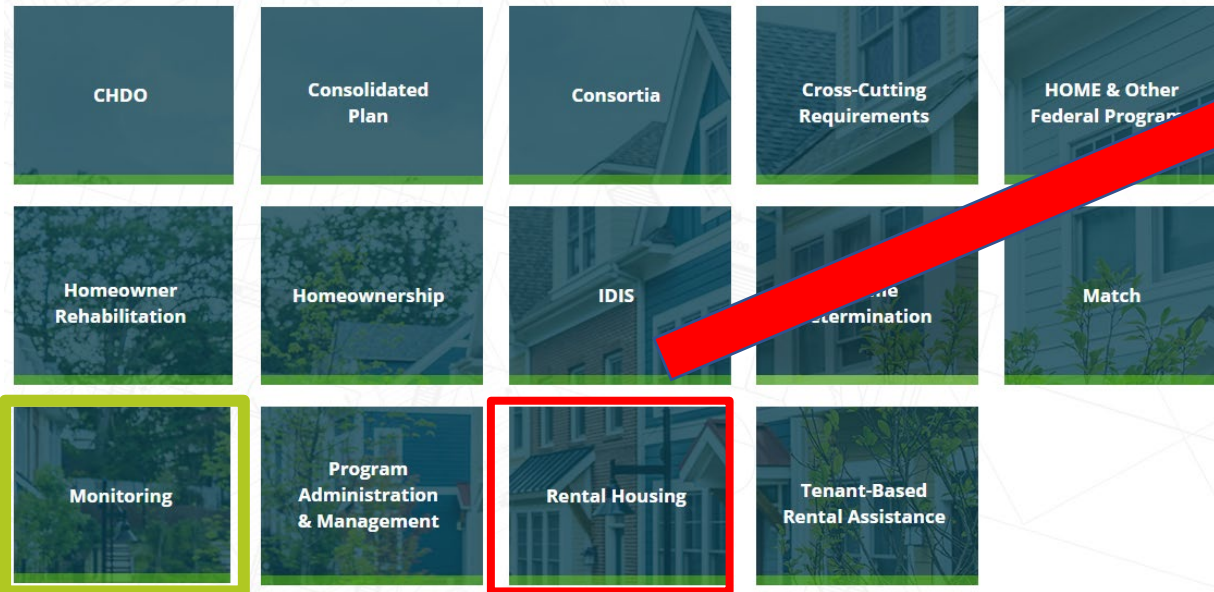 CHDO
Consolidated
Plan
Consortia
Cross-Cutting
Requirements
HOME & Other
Federal
Homeowner
Rehabilitation
Homeownership
IDIS
Match
Monitoring
Program
Administration
& Management
Rental Housing
Tenant-Based
Rental Assistance